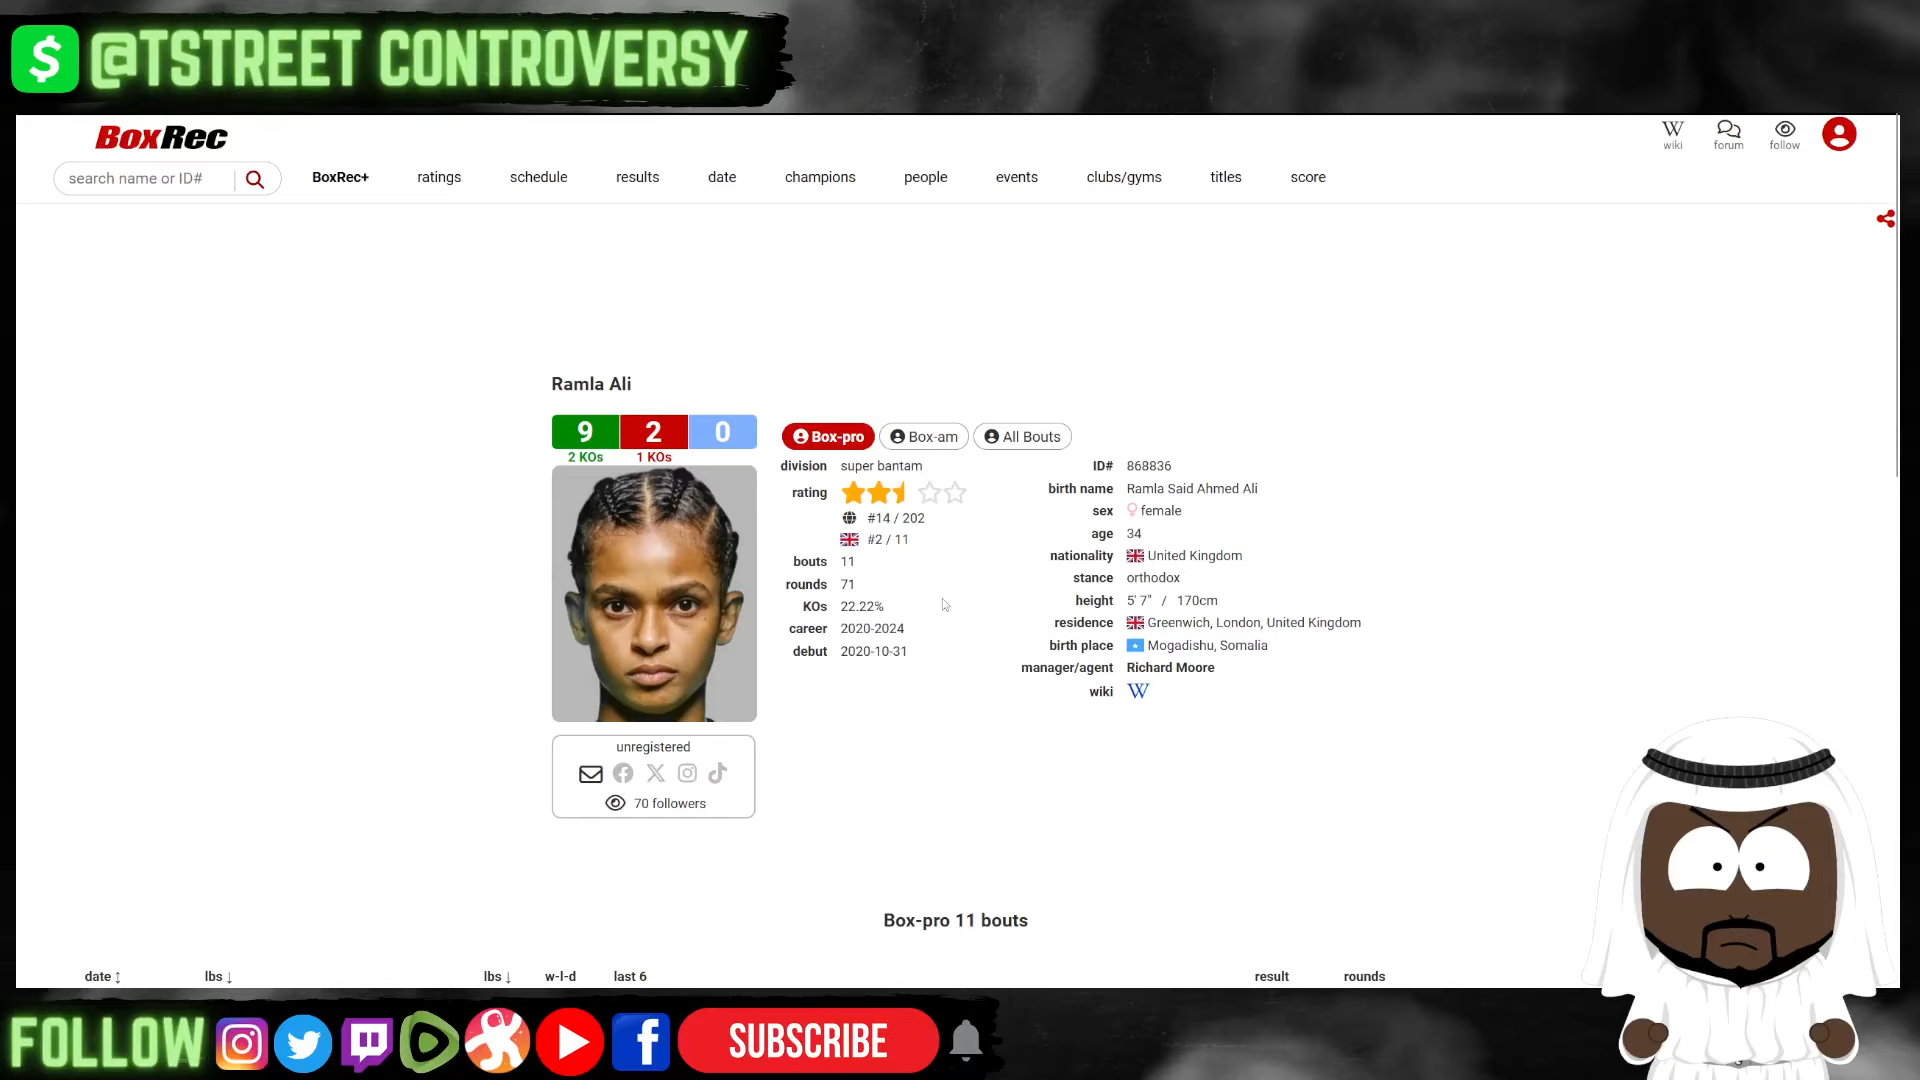 $ @TSTREET CONTROVERSY
BoxRec
wiki forum follow
search name or ID# BoxRec+ ratings schedule results date champions people events clubs/gyms titles score
Ramla Ali
9 2 0
2 KOs 1 KOs
Box-pro Box-am All Bouts
division super bantam
rating
#14 / 202
#2 / 11
bouts 11
rounds 71
KOs 22.22%
career 2020-2024
debut 2020-10-31
ID# 868836
birth name Ramla Said Ahmed Ali
sex female
age 34
nationality United Kingdom
stance orthodox
height 5' 7" / 170cm
residence Greenwich, London, United Kingdom
birth place Mogadishu, Somalia
manager/agent Richard Moore
wiki W
unregistered
70 followers
Box-pro 11 bouts
date lbs lbs w-l-d last 6 result rounds
FOLLOW SUBSCRIBE